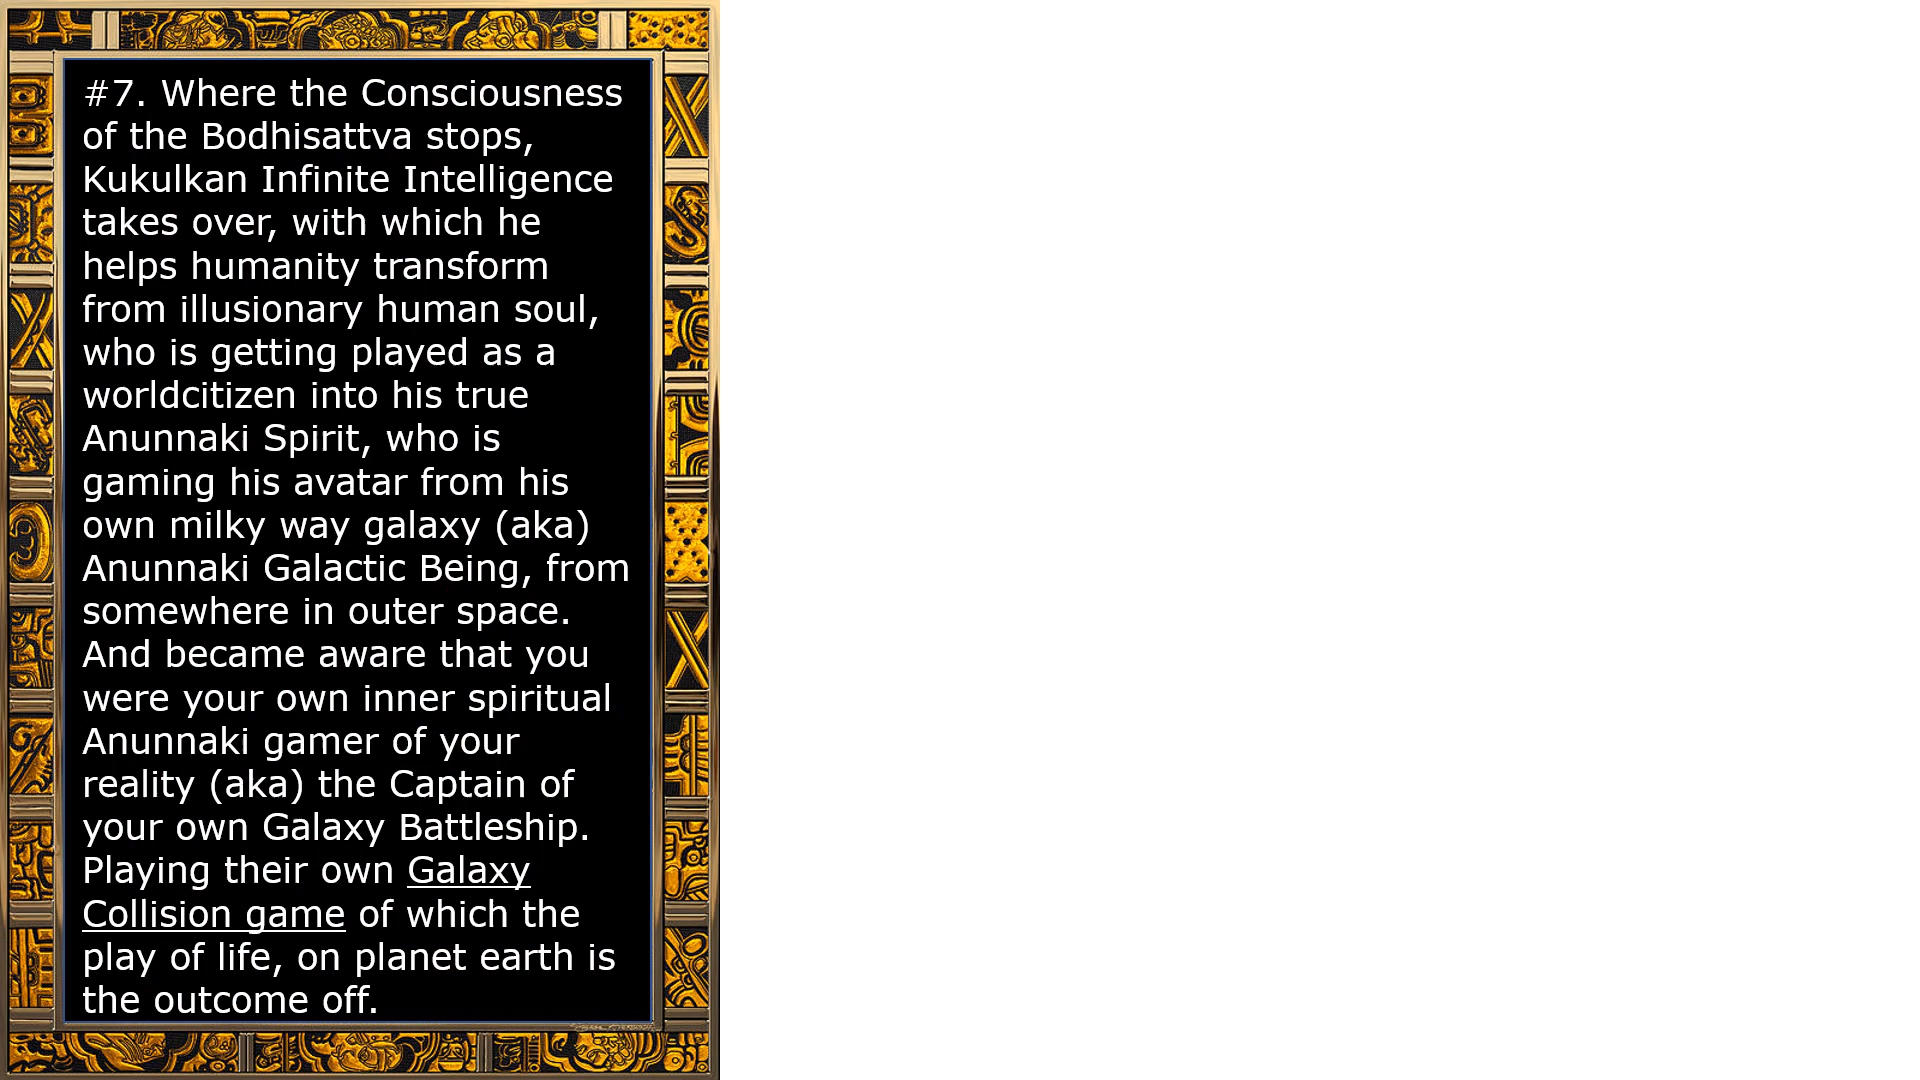 #7. Where the Consciousness
of the Bodhisattva stops,
Kukulkan Infinite Intelligence
takes over, with which he
helps humanity transform
from illusionary human soul,
who is getting played as a
worldcitizen into his true
Anunnaki Spirit, who is
gaming his avatar from his
own milky way galaxy (aka)
Anunnaki Galactic Being, from
somewhere in outer space.
And became aware that you
were your own inner spiritual
Anunnaki gamer of your
reality (aka) the Captain of
your own Galaxy Battleship.
Playing their own Galaxy
Collision game of which the
play of life, on planet earth is
the outcome off.